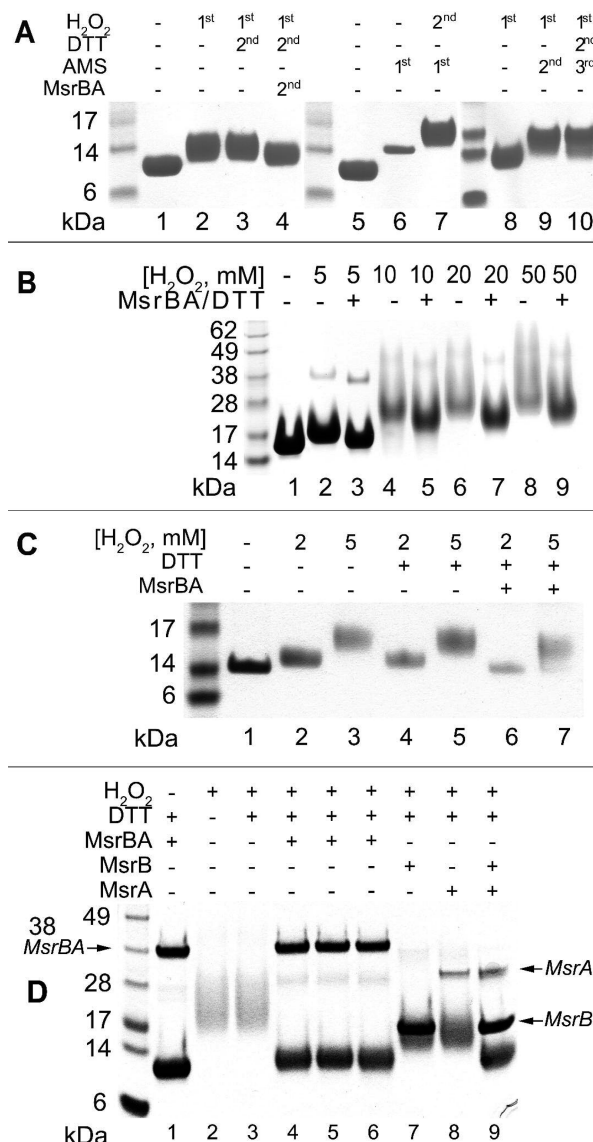 A
H₂O₂ - 1st 1st 1st - - 2nd 1st 1st 1st
DTT - - 2nd 2nd - - - - - 2nd
AMS - - - - - 1st 1st - 2nd 3rd
MsrBA - - - 2nd - - - - - -
17
14
6
kDa 1 2 3 4 5 6 7 8 9 10
B
[H₂O₂, mM] - 5 5 10 10 20 20 50 50
MsrBA/DTT - - + - + - + - +
62
49
38
28
17
14
kDa 1 2 3 4 5 6 7 8 9
C
[H₂O₂, mM] - 2 5 2 5 2 5
DTT - - - + + + +
MsrBA - - - - - + +
17
14
6
kDa 1 2 3 4 5 6 7
D
H₂O₂ - + + + + + + + +
DTT + - + + + + + + +
MsrBA + - - + + + - - -
MsrB - - - - - - + - +
MsrA - - - - - - - + +
49
38
MsrBA
28
17
14
6
MsrA
MsrB
kDa 1 2 3 4 5 6 7 8 9